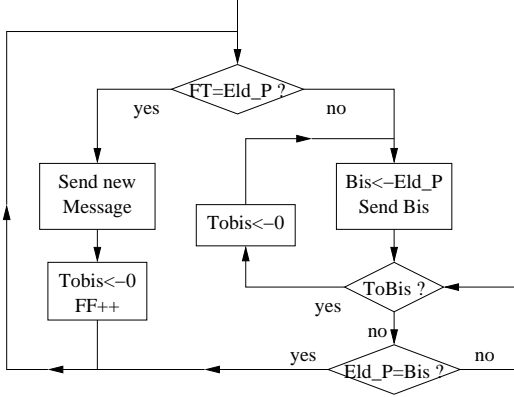 FT=Eld_P ?
yes
no
Send new
Message
Bis<−Eld_P
Send Bis
Tobis<−0
Tobis<−0
FF++
ToBis ?
yes
no
yes
Eld_P=Bis ?
no